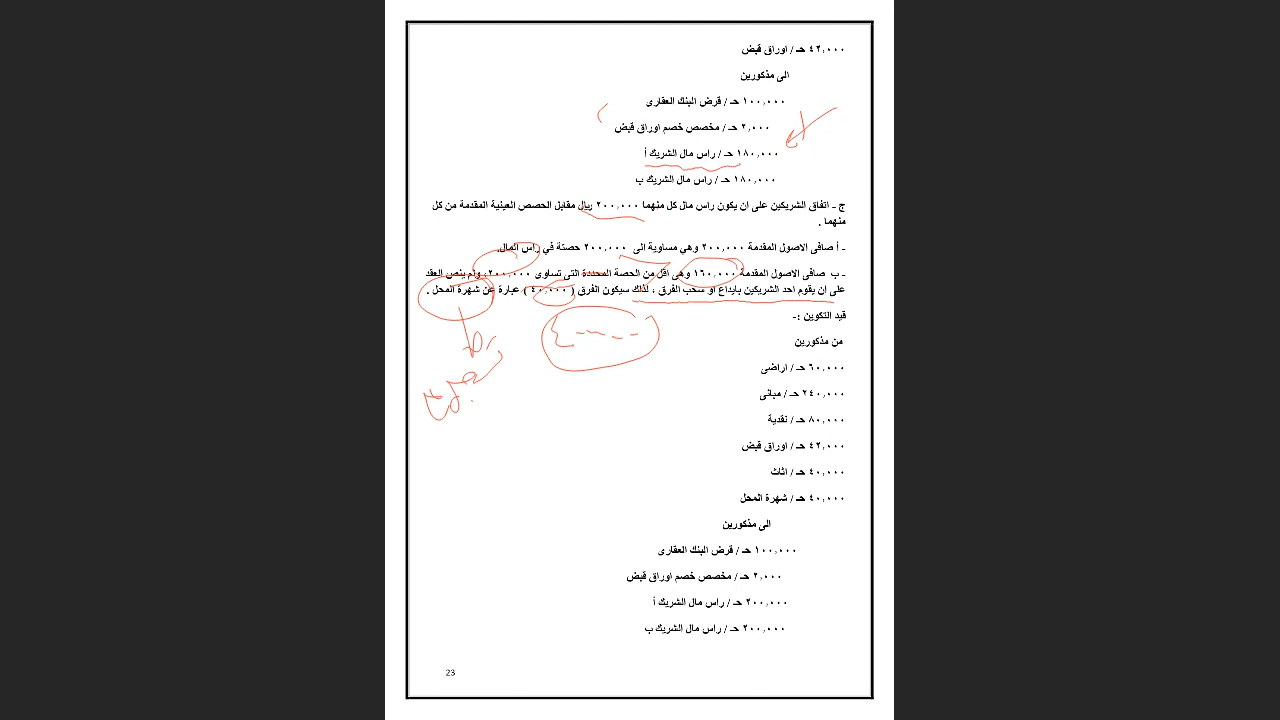 ٤٢,٠٠٠ حـ / اوراق قبض
الى مذكورين
١٠٠,٠٠٠ حـ / قرض البنك العقارى
٢,٠٠٠ حـ / مخصص خصم اوراق قبض
١٨٠,٠٠٠ حـ / راس مال الشريك أ
١٨٠,٠٠٠ حـ / راس مال الشريك ب
ج – اتفاق الشريكين على ان يكون راس مال كل منهما ٢٠٠,٠٠٠ ريال مقابل الحصص العينية المقدمة من كل
منهما .
- أ صافى الاصول المقدمة ٢٠٠,٠٠٠ وهي مساوية الى ٢٠٠,٠٠٠ حصتة في راس المال.
- ب صافى الاصول المقدمة ١٦٠,٠٠٠ وهى اقل من الحصة المحددة التى تساوى ٢٠٠,٠٠٠، ولم ينص العقد
على ان يقوم احد الشريكين بايداع او سحب الفرق ، لذلك سيكون الفرق ( ٤٠,٠٠٠ ) عبارة عن شهرة المحل .
قيد التكوين :-
من مذكورين
٦٠,٠٠٠ حـ / اراضى
٢٤٠,٠٠٠ حـ / مبانى
٨٠,٠٠٠ حـ / نقدية
٤٢,٠٠٠ حـ / اوراق قبض
٤٠,٠٠٠ حـ / اثاث
٤٠,٠٠٠ حـ / شهرة المحل
الى مذكورين
١٠٠,٠٠٠ حـ / قرض البنك العقارى
٢,٠٠٠ حـ / مخصص خصم اوراق قبض
٢٠٠,٠٠٠ حـ / راس مال الشريك أ
٢٠٠,٠٠٠ حـ / راس مال الشريك ب
23